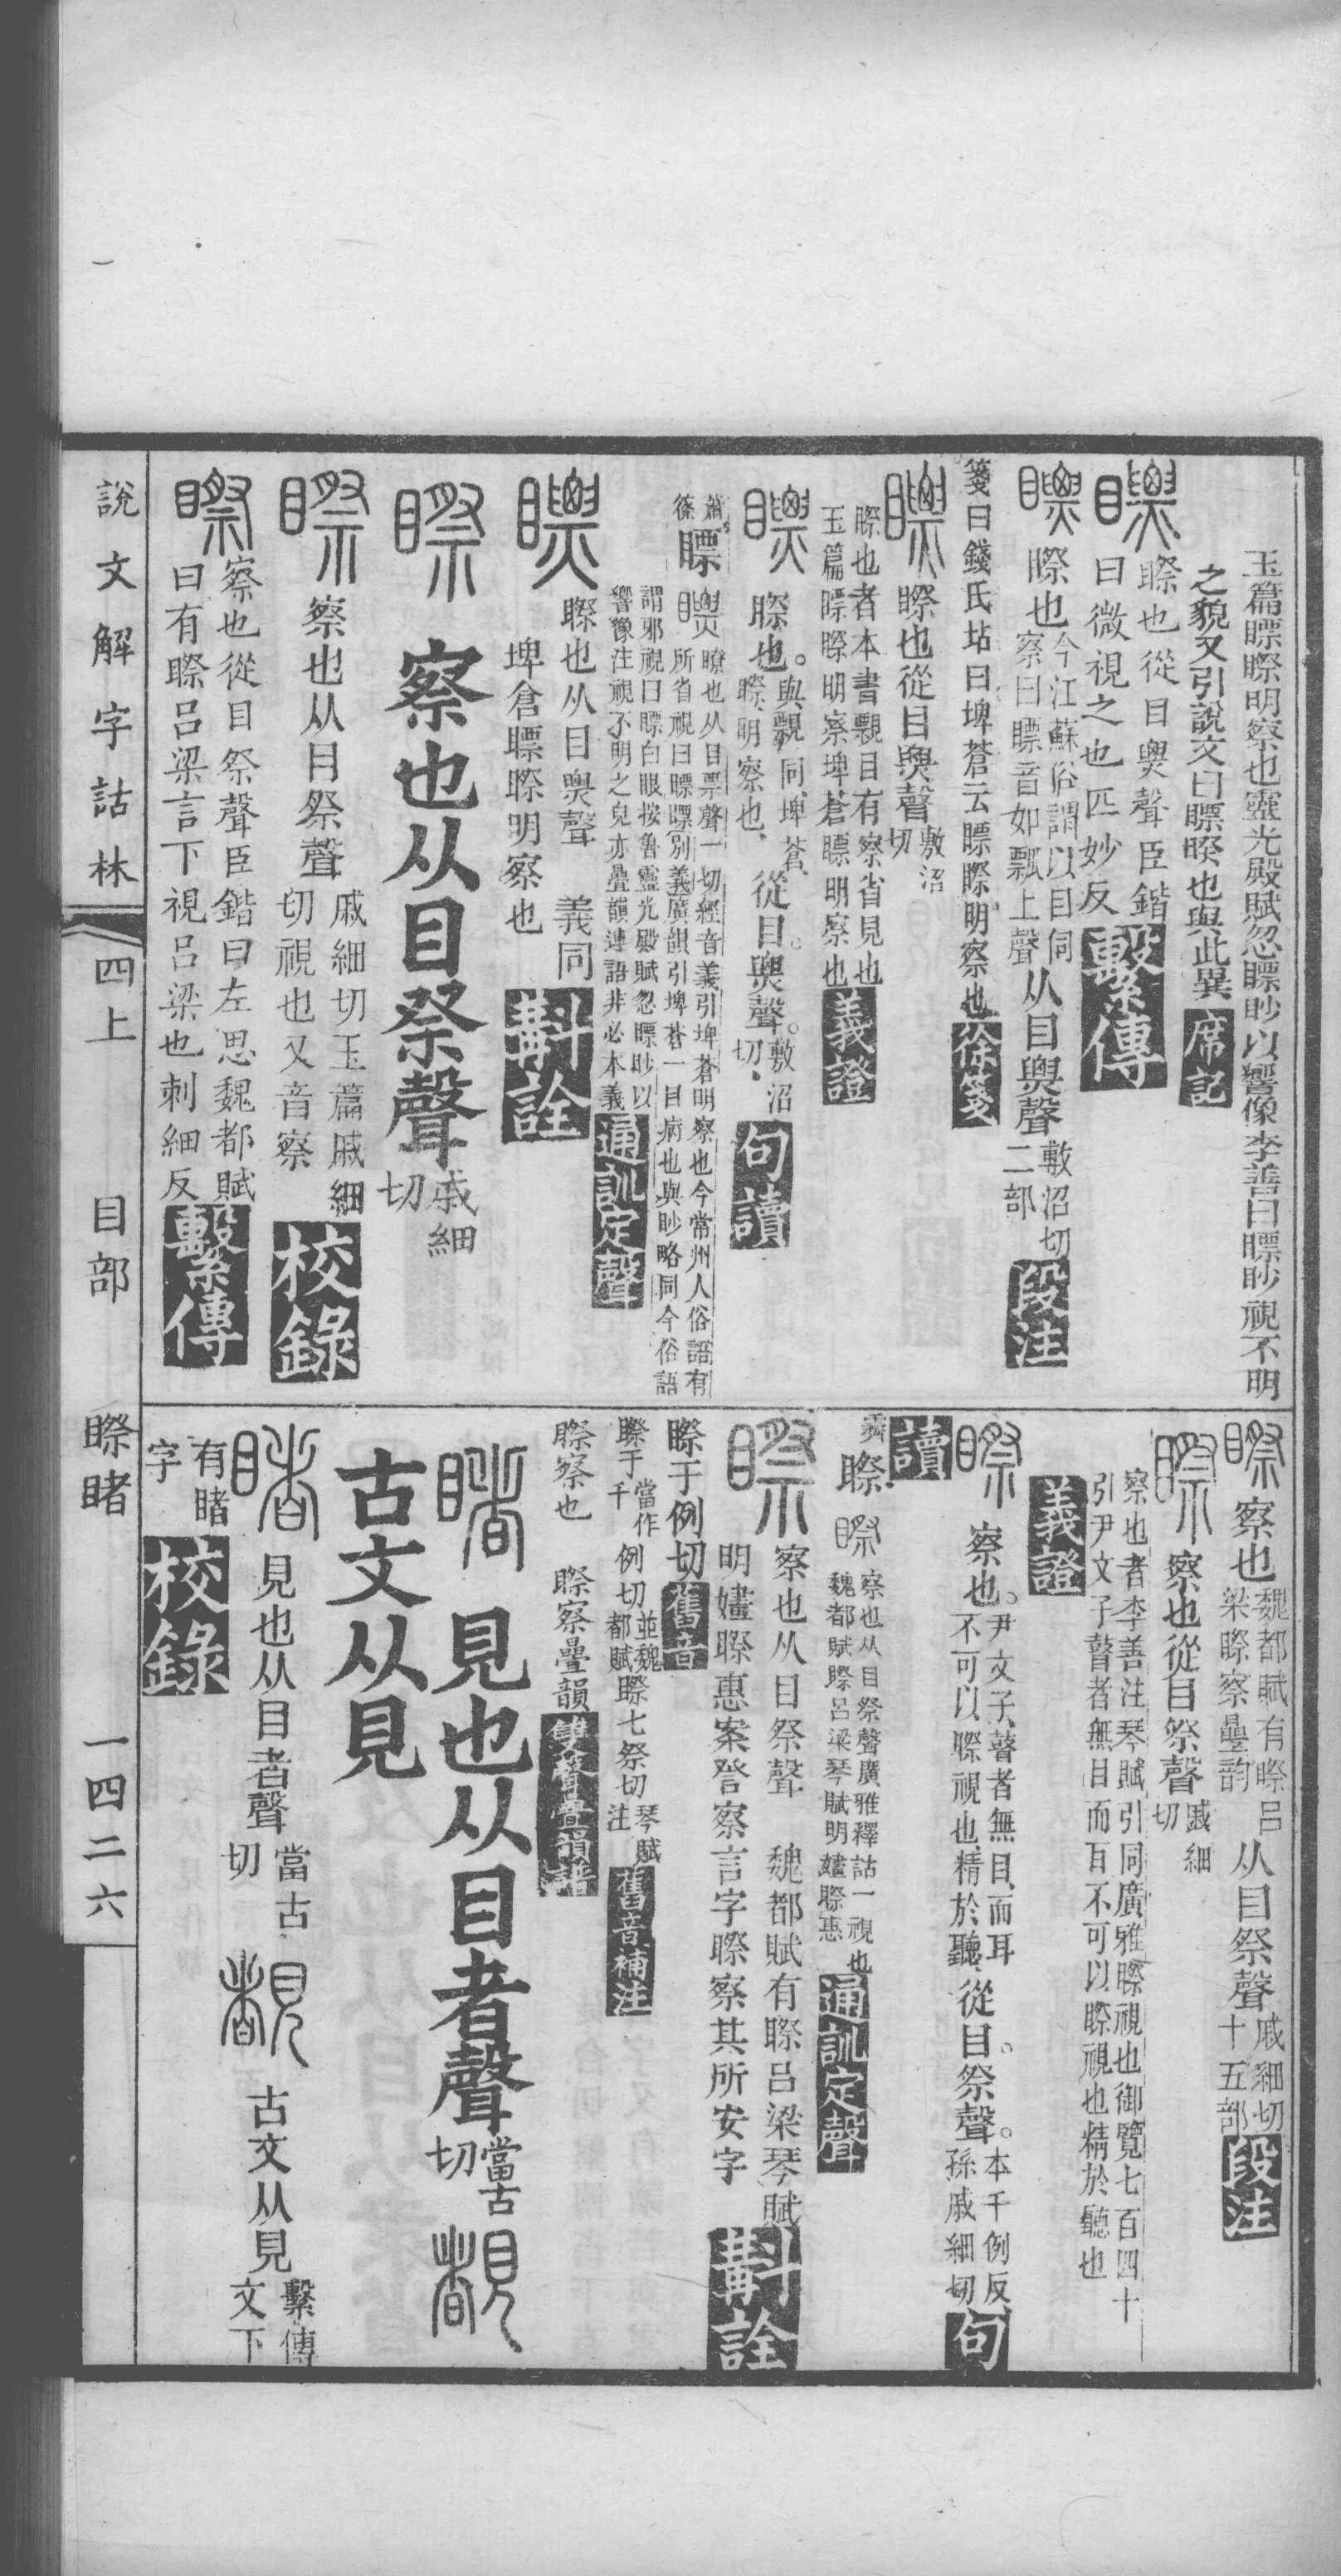 玉篇瞟瞭明察也靈光殿賦忽瞟眇以響像李善曰瞟眇視不明
之貌又引說文曰瞟瞭也與此異 席記
瞭也從目㶾聲臣鍇
曰微視之也匹妙反 繫傳
瞭也今江蘇俗謂以目伺
察曰瞟音如瓢上聲从目㶾聲敷沼切
二部 段注
箋曰錢氏坫曰埤蒼云瞟瞭明察也 徐箋
瞭也從目㶾聲敷沼
切
瞭也者本書覹目有察省見也
玉篇瞟瞭明察埤蒼瞟明察也 義證
瞭也。與覹同埤蒼、
瞭、明察也、從目。㶾聲。敷沼
切. 句讀
瞟 瞭也从目票聲一切經音義引埤蒼明察也今常州人俗語有
所省視曰瞟瞟別義廣韻引埤蒼一目病也與眇略同今俗語
謂邪視曰瞟白眼按魯靈光殿賦忽瞟眇以
響像注視不明之皃亦疊韻連語非必本義 通訓定聲
瞭也从目㶾聲 義同
埤倉瞟瞭明察也 斠詮
瞭 察也从目祭聲戚細
切
察也从目祭聲戚細切玉篇戚細
切視也又音察 校錄
察也從目祭聲臣鍇曰左思魏都賦
曰有瞭呂梁言下視呂梁也刺細反 繫傳
說文解字詁林 四上 目部 瞭睹 一四二六
察也魏都賦有瞭呂
梁瞭察疊韵从目祭聲戚細切
十五部 段注
察也從目祭聲戚細
切
察也者李善注琴賦引同廣雅瞭視也御覽七百四十
引尹文子瞽者無目而百不可以瞭視也精於聽也
義證
察也。尹文子、瞽者無目、而耳
不可以瞭視也、精於聽、從目。祭聲。本千例反
孫戚細切 句
讀
瞭 察也从目祭聲廣雅釋詁一視也
魏都賦瞭呂梁琴賦明嫿瞭惠 通訓定聲
察也从目祭聲 魏都賦有瞭呂梁琴賦
明嫿瞭惠案詧察言字瞭察其所安字 斠詮
瞭于例切 舊音
瞭于當作
千例切並魏
都賦瞭七祭切琴賦
注 舊音補注
瞭祭也 瞭察疊韻 雙聲疊韻譜
睹 見也从目者聲當古
切 覩
古文从見
見也从目者聲當古
切 覩 古文从見繫傳
文下
有睹
字 校錄